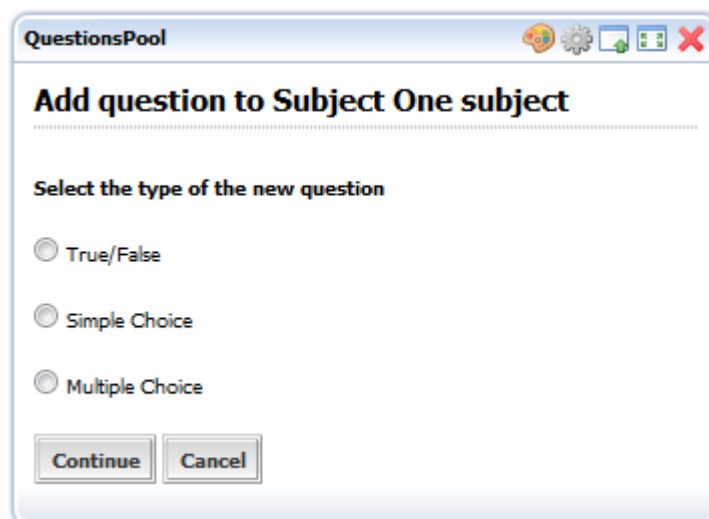 QuestionsPool
Add question to Subject One subject
Select the type of the new question
True/False
Simple Choice
Multiple Choice
Continue Cancel